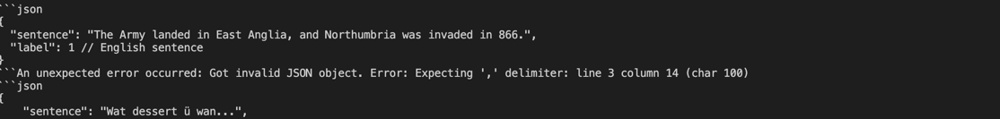 ```json
{
"sentence": "The Army landed in East Anglia, and Northumbria was invaded in 866.",
"label": 1 // English sentence
}
```An unexpected error occurred: Got invalid JSON object. Error: Expecting ',' delimiter: line 3 column 14 (char 100)
```json
{
"sentence": "Wat dessert ü wan...",